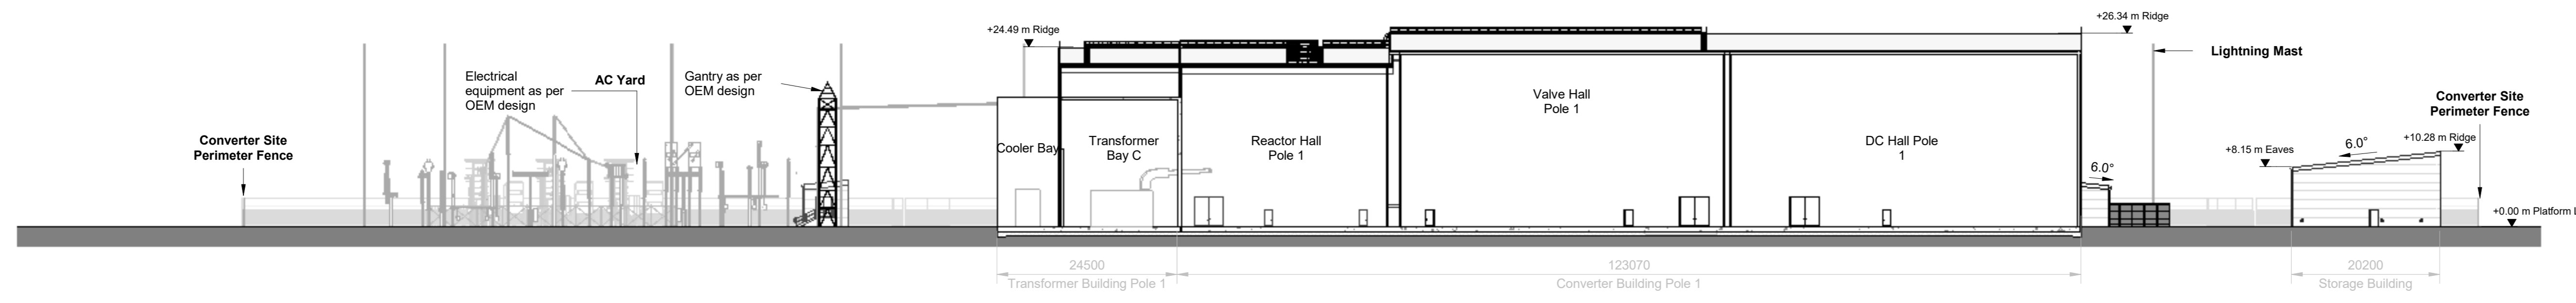 +24.49 m Ridge
+26.34 m Ridge
Lightning Mast
Electrical
equipment as per
OEM design
AC Yard
Gantry as per
OEM design
Converter Site
Perimeter Fence
Cooler Bay
Transformer
Bay C
Reactor Hall
Pole 1
Valve Hall
Pole 1
DC Hall Pole
1
6.0°
+8.15 m Eaves
6.0°
+10.28 m Ridge
Converter Site
Perimeter Fence
+0.00 m Platform L
24500
Transformer Building Pole 1
123070
Converter Building Pole 1
20200
Storage Building